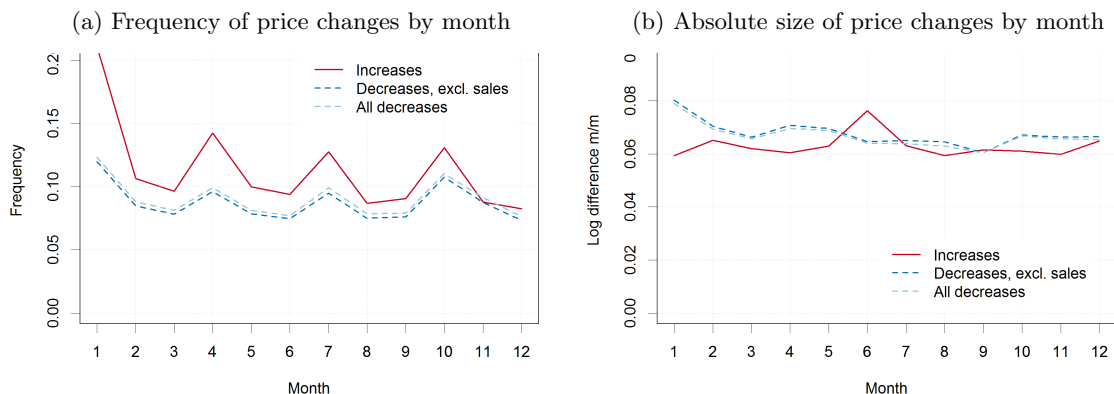 (a) Frequency of price changes by month
0.2
0.15
0.10
0.05
0.00
Frequency
Increases
Decreases, excl. sales
All decreases
1 2 3 4 5 6 7 8 9 10 11 12
Month
(b) Absolute size of price changes by month
0
0.08
0.06
0.04
0.02
0.00
Log difference m/m
Increases
Decreases, excl. sales
All decreases
1 2 3 4 5 6 7 8 9 10 11 12
Month